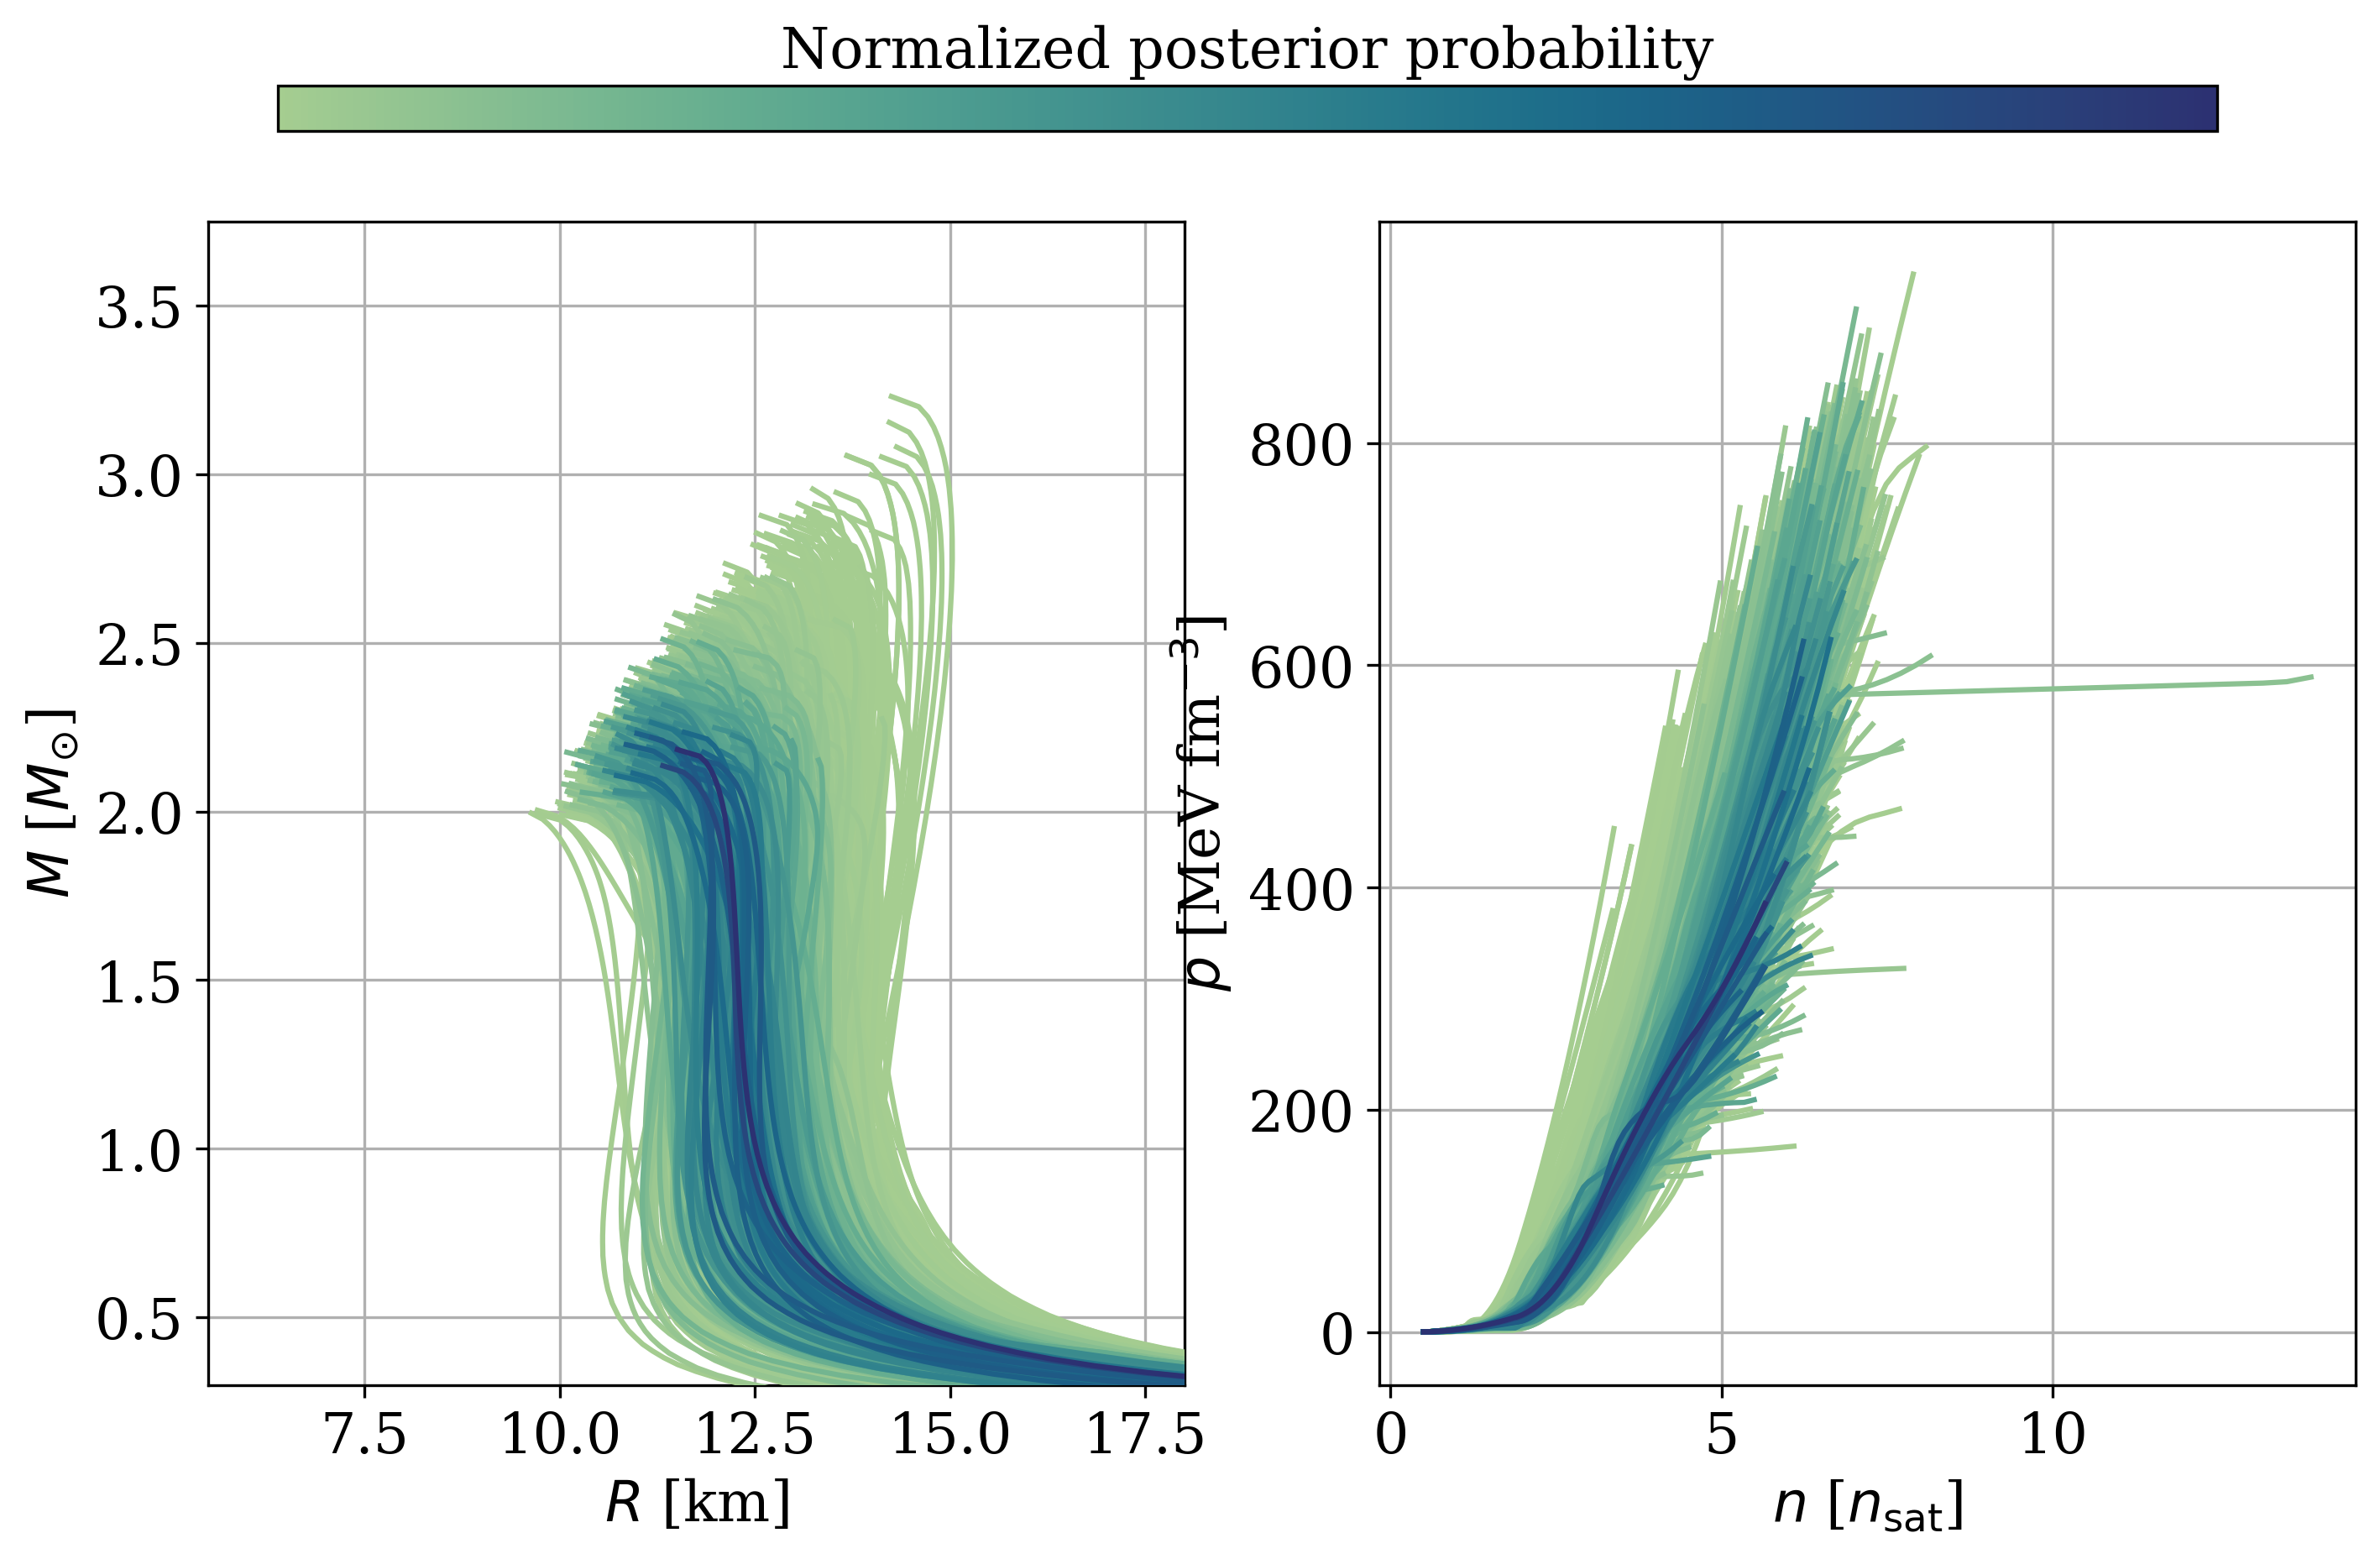 Normalized posterior probability
3.5
3.0
2.5
2.0
1.5
1.0
0.5
M [M⊙]
7.5 10.0 12.5 15.0 17.5
R [km]
800
600
400
200
0
p [MeV fm⁻³]
0 5 10
n [nₛₐₜ]